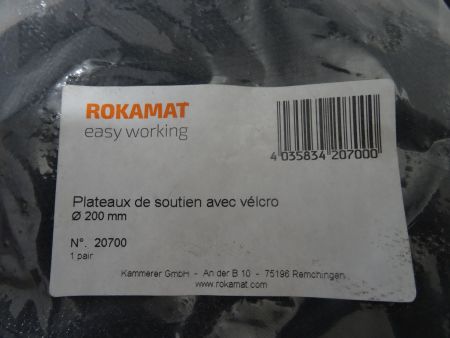 ROKAMAT
easy working
4 035834 207000
Plateaux de soutien avec vélcro
Ø 200 mm
N°. 20700
1 pair
Kammerer GmbH - An der B 10 - 75196 Remchingen
www.rokamat.com